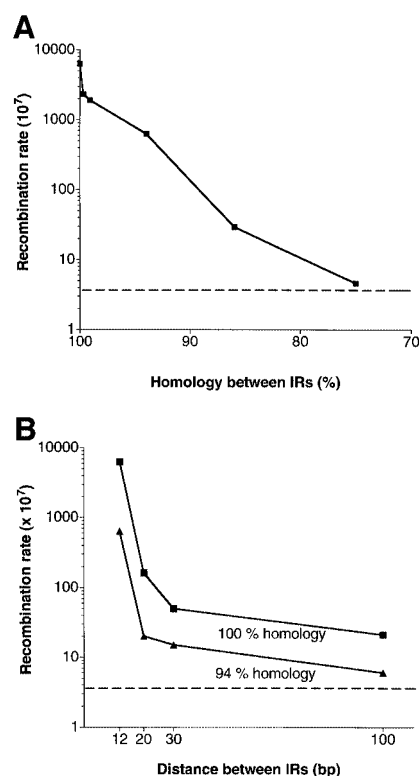 A
Recombination rate (10⁷)
10000
1000
100
10
1
100
90
80
70
Homology between IRs (%)
B
Recombination rate (x 10⁷)
10000
1000
100
10
1
100 % homology
94 % homology
12
20
30
100
Distance between IRs (bp)